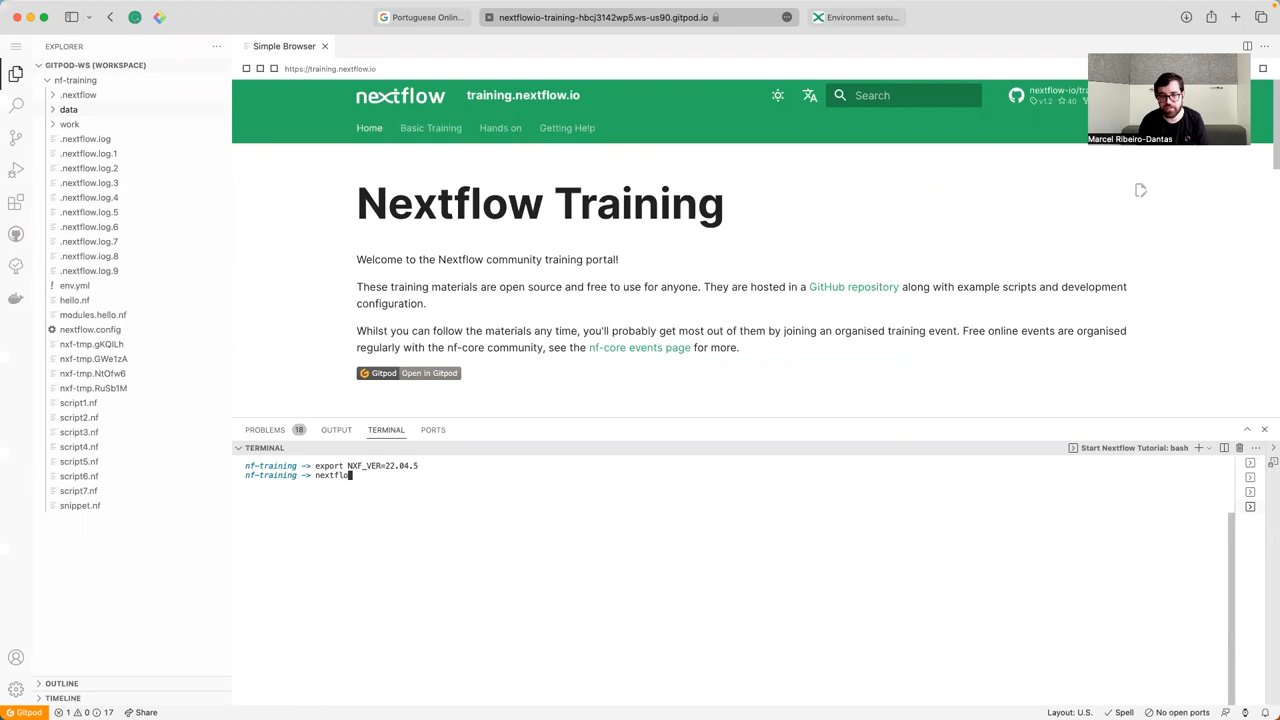 Portuguese Onlin...
nextflowio-training-hbcj3142wp5.ws-us90.gitpod.io
Environment setu...
EXPLORER
Simple Browser
GITPOD-WS (WORKSPACE)
nf-training
https://training.nextflow.io
.nextflow
data
work
.nextflow.log
.nextflow.log.1
.nextflow.log.2
.nextflow.log.3
.nextflow.log.4
.nextflow.log.5
.nextflow.log.6
.nextflow.log.7
.nextflow.log.8
.nextflow.log.9
env.yml
hello.nf
modules.hello.nf
nextflow.config
nxf-tmp.gKQILh
nxf-tmp.GWe1zA
nxf-tmp.NtOfw6
nxf-tmp.RuSb1M
script1.nf
script2.nf
script3.nf
script4.nf
script5.nf
script6.nf
script7.nf
snippet.nf
OUTLINE
TIMELINE
nextflow
training.nextflow.io
Search
nextflow-io/tra
v1.2 40
Marcel Ribeiro-Dantas
Home Basic Training Hands on Getting Help
Nextflow Training
Welcome to the Nextflow community training portal!
These training materials are open source and free to use for anyone. They are hosted in a GitHub repository along with example scripts and development
configuration.
Whilst you can follow the materials any time, you'll probably get most out of them by joining an organised training event. Free online events are organised
regularly with the nf-core community, see the nf-core events page for more.
Gitpod Open in Gitpod
PROBLEMS 18 OUTPUT TERMINAL PORTS
TERMINAL
Start Nextflow Tutorial: bash
nf-training -> export NXF_VER=22.04.5
nf-training -> nextflo
Gitpod 1 0 17 Share
Layout: U.S. Spell No open ports